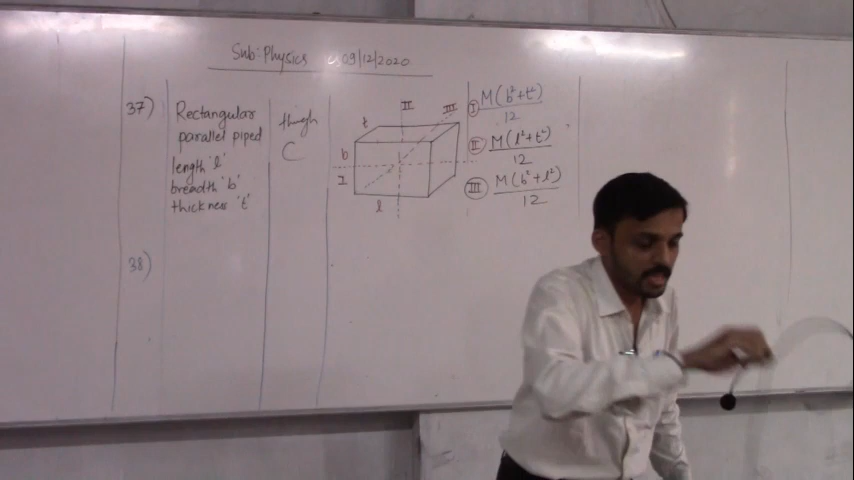 Sub: Physics 09/12/2020
37)
Rectangular
parallel piped
length 'l'
breadth 'b'
thickness 't'
C
t
b
I
l
II
III
I M(b²+t²)/12
II M(l²+t²)/12
III M(b²+l²)/12
38)